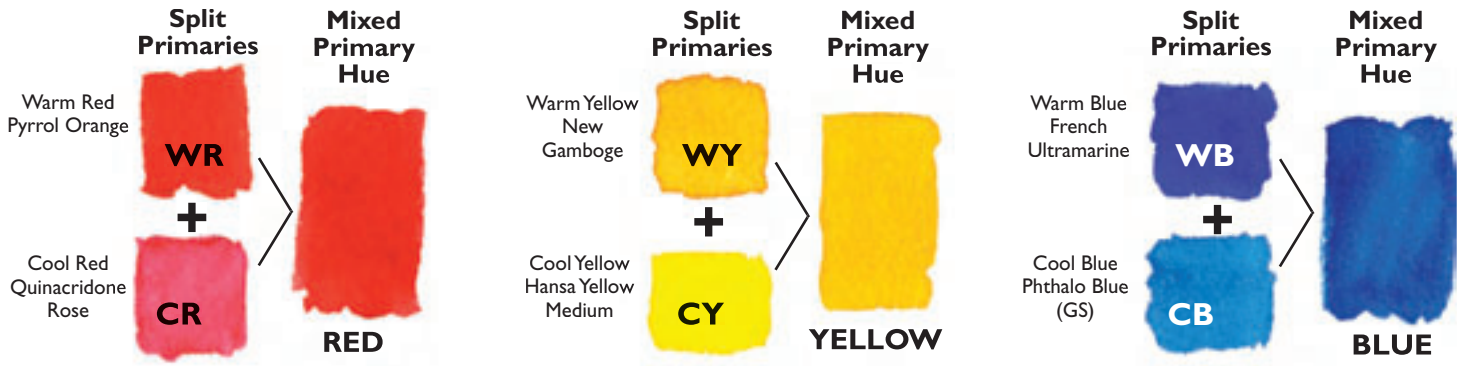 Split
Primaries
Mixed
Primary
Hue
Warm Red
Pyrrol Orange
WR
+
Cool Red
Quinacridone
Rose
CR
RED
Split
Primaries
Mixed
Primary
Hue
Warm Yellow
New
Gamboge
WY
+
Cool Yellow
Hansa Yellow
Medium
CY
YELLOW
Split
Primaries
Mixed
Primary
Hue
Warm Blue
French
Ultramarine
WB
+
Cool Blue
Phthalo Blue
(GS)
CB
BLUE